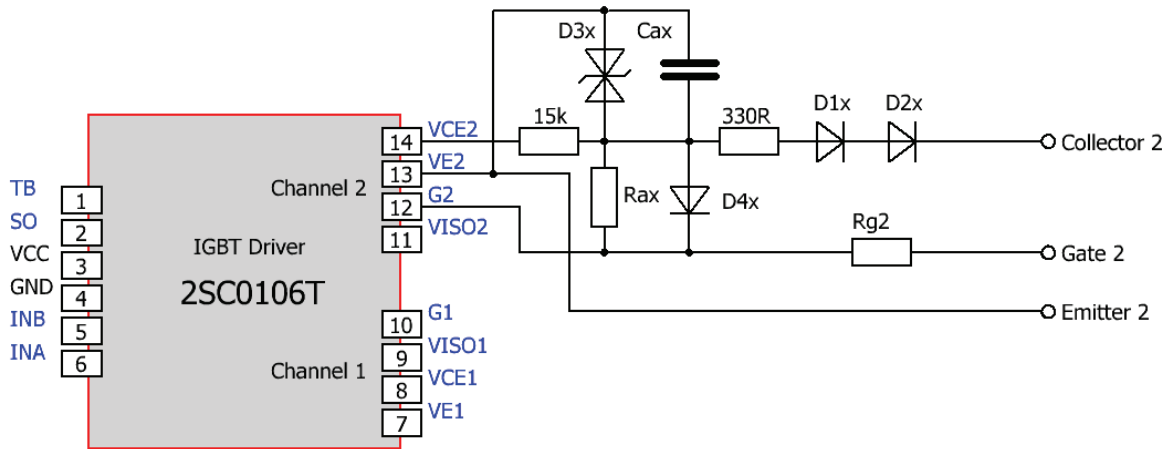 D3x
Cax
15k
330R
D1x
D2x
VCE2
14
Collector 2
VE2
13
Channel 2
TB
1
G2
12
Rax
D4x
SO
2
VISO2
11
Rg2
VCC
3
IGBT Driver
Gate 2
GND
4
2SC0106T
G1
10
Emitter 2
INB
5
VISO1
9
INA
6
Channel 1
VCE1
8
VE1
7